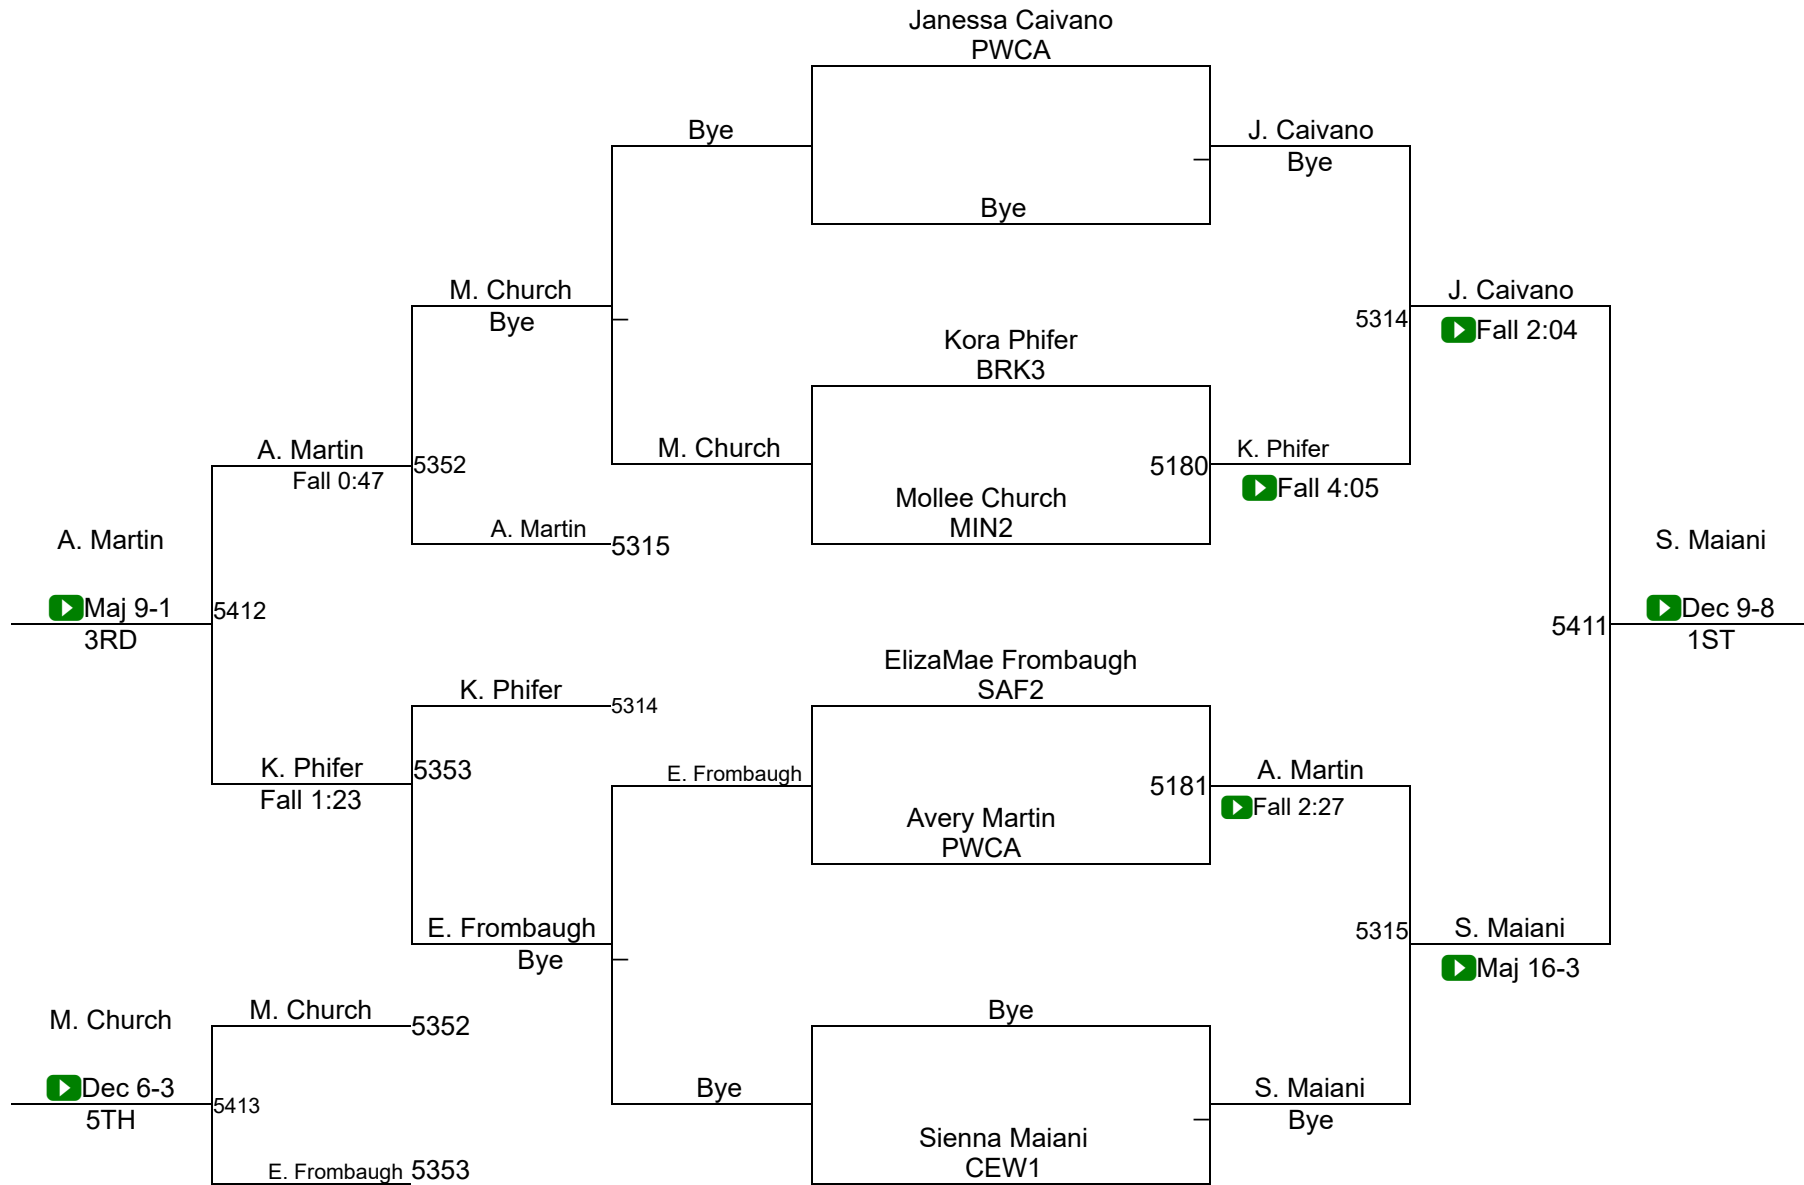 Janessa Caivano
PWCA
Bye
J. Caivano
Bye
Bye
M. Church
Bye
J. Caivano
5314
Fall 2:04
Kora Phifer
BRK3
A. Martin
Fall 0:47
5352
M. Church
5180
K. Phifer
Fall 4:05
Mollee Church
MIN2
A. Martin
5315
A. Martin
S. Maiani
Maj 9-1
3RD
5412
5411
Dec 9-8
1ST
ElizaMae Frombaugh
SAF2
K. Phifer
5314
K. Phifer
Fall 1:23
5353
E. Frombaugh
5181
A. Martin
Fall 2:27
Avery Martin
PWCA
E. Frombaugh
Bye
5315
S. Maiani
Maj 16-3
M. Church
M. Church
5352
Bye
Dec 6-3
5TH
5413
Bye
S. Maiani
Bye
Sienna Maiani
CEW1
E. Frombaugh
5353